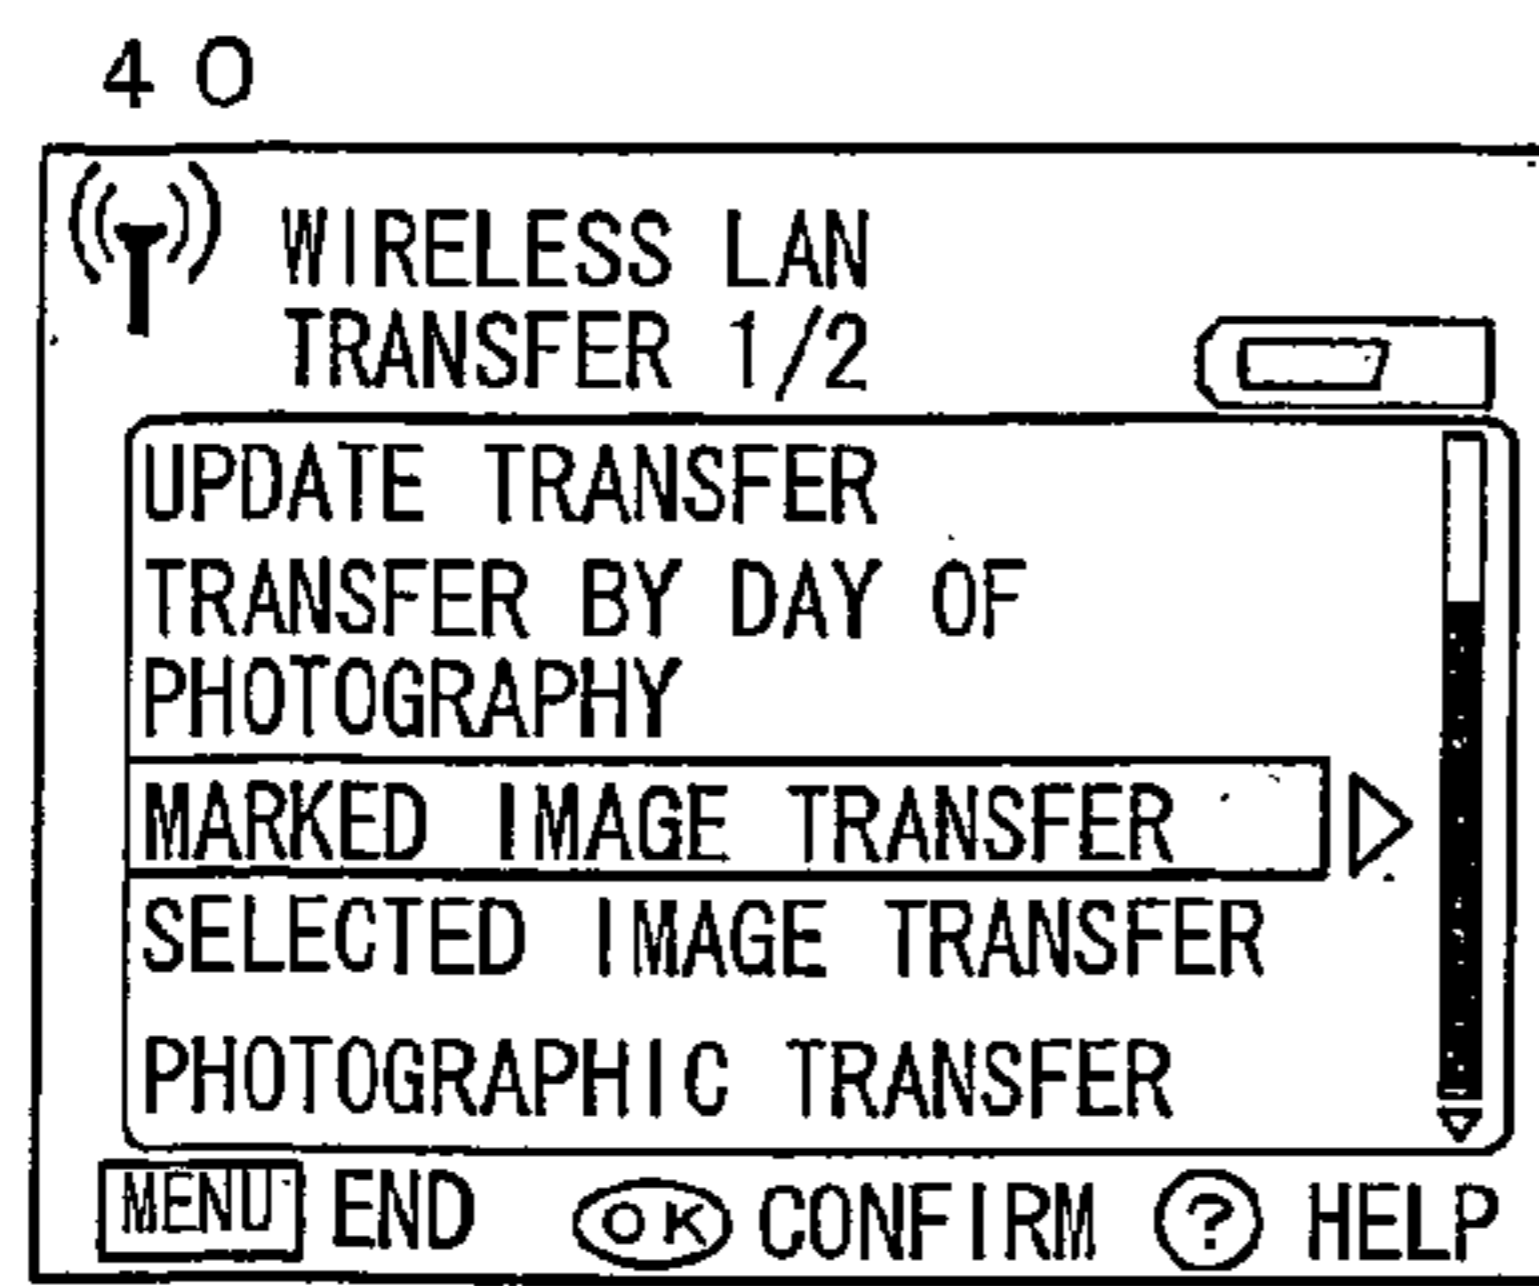 40
WIRELESS LAN
TRANSFER 1/2
UPDATE TRANSFER
TRANSFER BY DAY OF
PHOTOGRAPHY
MARKED IMAGE TRANSFER
SELECTED IMAGE TRANSFER
PHOTOGRAPHIC TRANSFER
MENU END OK CONFIRM ? HELP